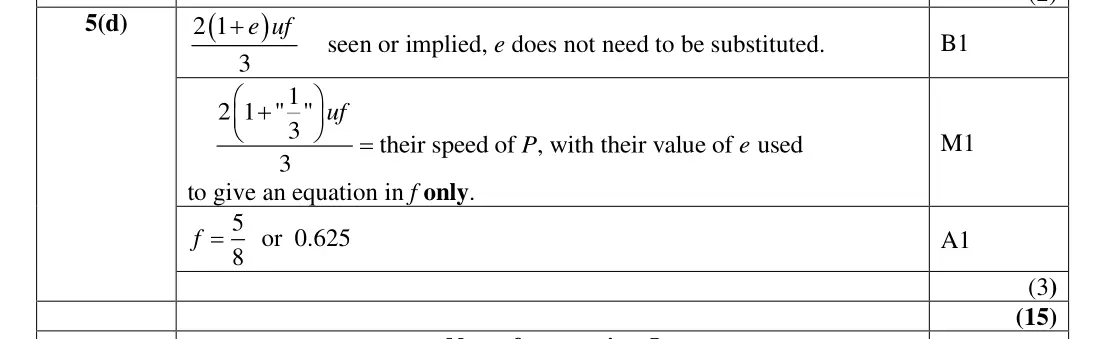 (2)
5(d)
2(1+e)uf / 3 seen or implied, e does not need to be substituted. B1
2(1+"1/3")uf / 3 = their speed of P, with their value of e used M1
to give an equation in f only.
f = 5/8 or 0.625 A1
(3)
(15)